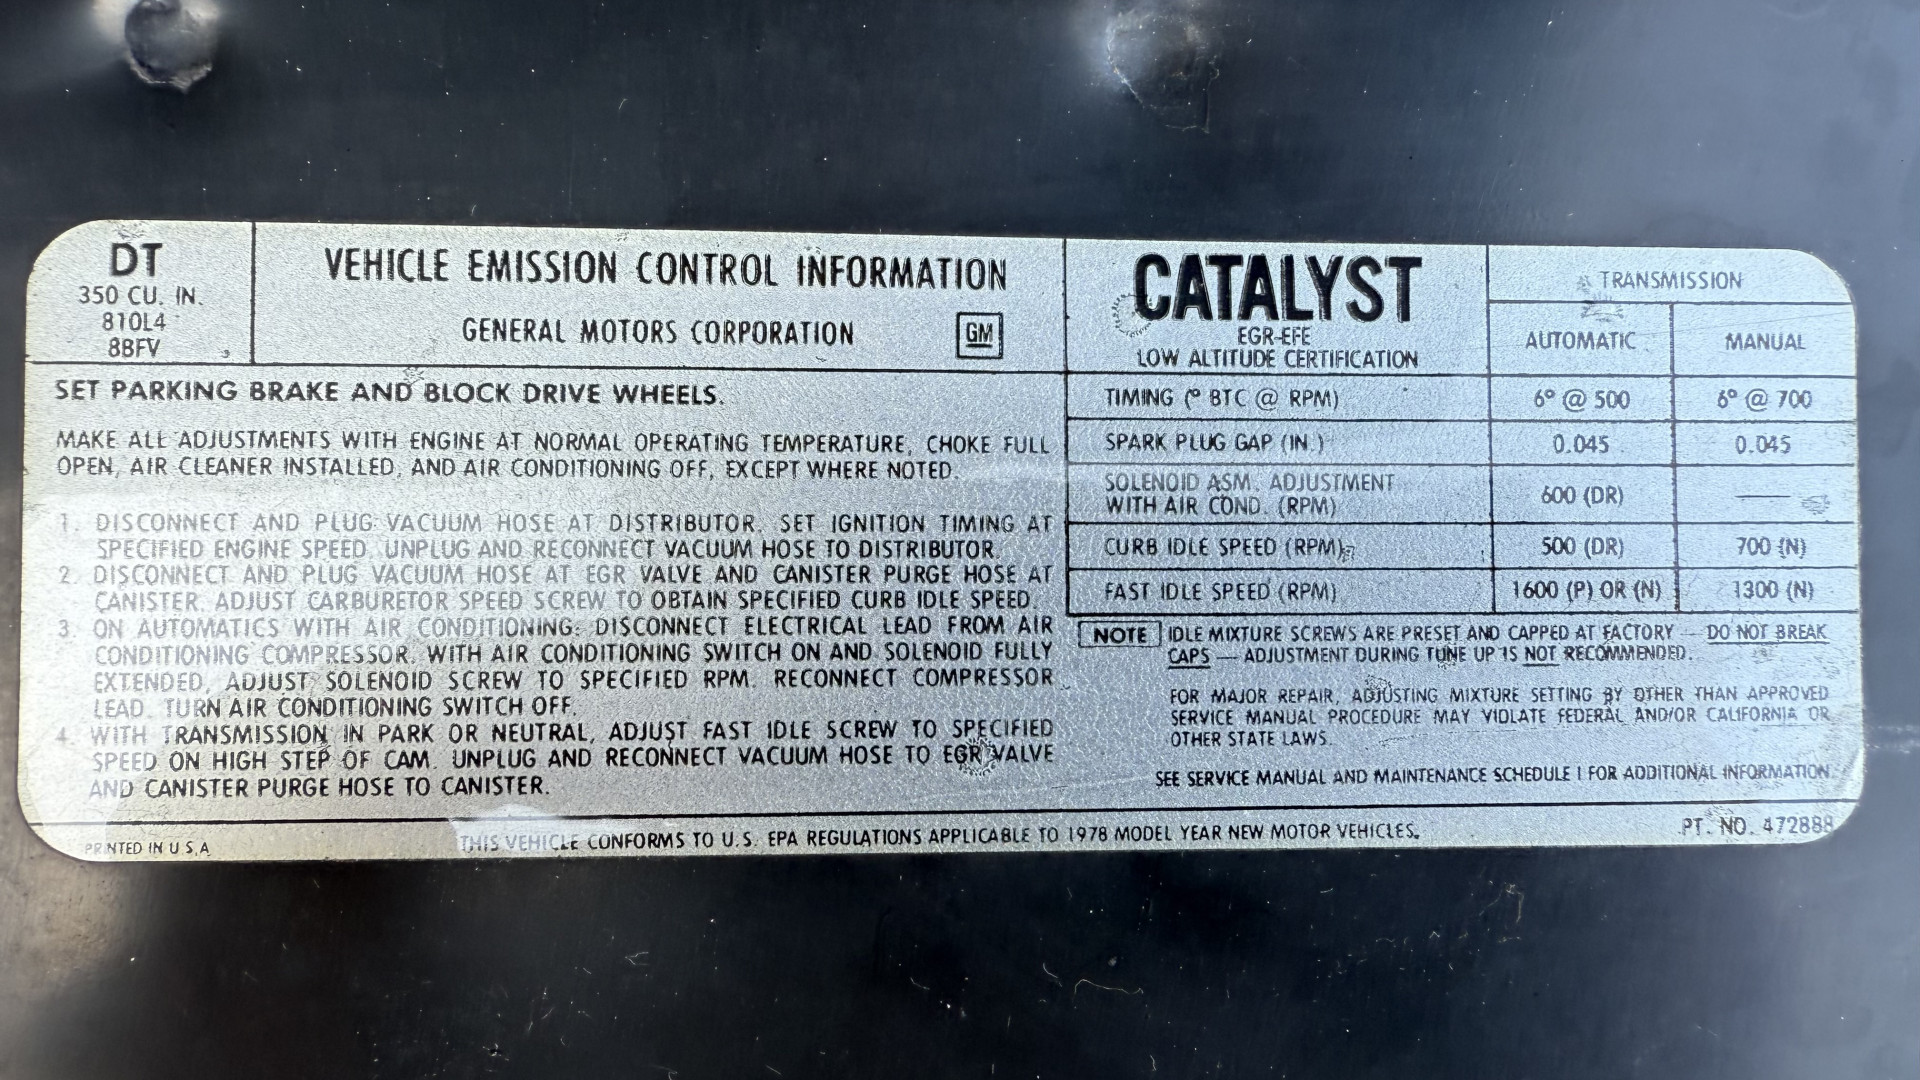 DT
350 CU. IN.
810L4
8BFV
VEHICLE EMISSION CONTROL INFORMATION
GENERAL MOTORS CORPORATION
GM
SET PARKING BRAKE AND BLOCK DRIVE WHEELS.
MAKE ALL ADJUSTMENTS WITH ENGINE AT NORMAL OPERATING TEMPERATURE, CHOKE FULL
OPEN, AIR CLEANER INSTALLED, AND AIR CONDITIONING OFF, EXCEPT WHERE NOTED.
1. DISCONNECT AND PLUG VACUUM HOSE AT DISTRIBUTOR. SET IGNITION TIMING AT
SPECIFIED ENGINE SPEED. UNPLUG AND RECONNECT VACUUM HOSE TO DISTRIBUTOR.
2. DISCONNECT AND PLUG VACUUM HOSE AT EGR VALVE AND CANISTER PURGE HOSE AT
CANISTER. ADJUST CARBURETOR SPEED SCREW TO OBTAIN SPECIFIED CURB IDLE SPEED.
3. ON AUTOMATICS WITH AIR CONDITIONING: DISCONNECT ELECTRICAL LEAD FROM AIR
CONDITIONING COMPRESSOR. WITH AIR CONDITIONING SWITCH ON AND SOLENOID FULLY
EXTENDED, ADJUST SOLENOID SCREW TO SPECIFIED RPM. RECONNECT COMPRESSOR
LEAD. TURN AIR CONDITIONING SWITCH OFF.
4. WITH TRANSMISSION IN PARK OR NEUTRAL, ADJUST FAST IDLE SCREW TO SPECIFIED
SPEED ON HIGH STEP OF CAM. UNPLUG AND RECONNECT VACUUM HOSE TO EGR VALVE
AND CANISTER PURGE HOSE TO CANISTER.
CATALYST
EGR-EFE
LOW ALTITUDE CERTIFICATION
TRANSMISSION
AUTOMATIC MANUAL
TIMING (° BTC @ RPM) 6° @ 500 6° @ 700
SPARK PLUG GAP (IN.) 0.045 0.045
SOLENOID ASM. ADJUSTMENT
WITH AIR COND. (RPM) 600 (DR) —
CURB IDLE SPEED (RPM) 500 (DR) 700 (N)
FAST IDLE SPEED (RPM) 1600 (P) OR (N) 1300 (N)
NOTE IDLE MIXTURE SCREWS ARE PRESET AND CAPPED AT FACTORY — DO NOT BREAK
CAPS — ADJUSTMENT DURING TUNE UP IS NOT RECOMMENDED.
FOR MAJOR REPAIR, ADJUSTING MIXTURE SETTING BY OTHER THAN APPROVED
SERVICE MANUAL PROCEDURE MAY VIOLATE FEDERAL AND/OR CALIFORNIA OR
OTHER STATE LAWS.
SEE SERVICE MANUAL AND MAINTENANCE SCHEDULE I FOR ADDITIONAL INFORMATION.
PRINTED IN U.S.A.
THIS VEHICLE CONFORMS TO U.S. EPA REGULATIONS APPLICABLE TO 1978 MODEL YEAR NEW MOTOR VEHICLES.
PT. NO. 472888